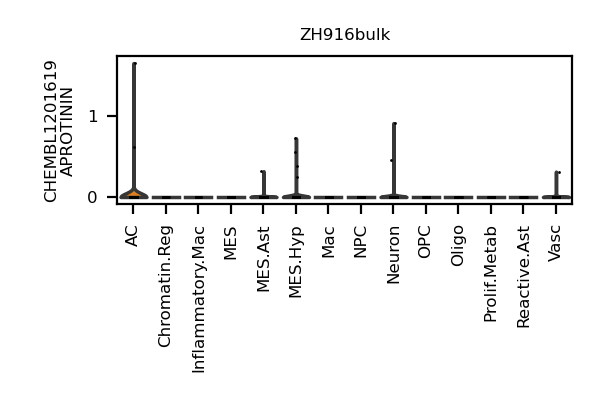 ZH916bulk
CHEMBL1201619
APROTININ
1
0
AC
Chromatin.Reg
Inflammatory.Mac
MES
MES.Ast
MES.Hyp
Mac
NPC
Neuron
OPC
Oligo
Prolif.Metab
Reactive.Ast
Vasc